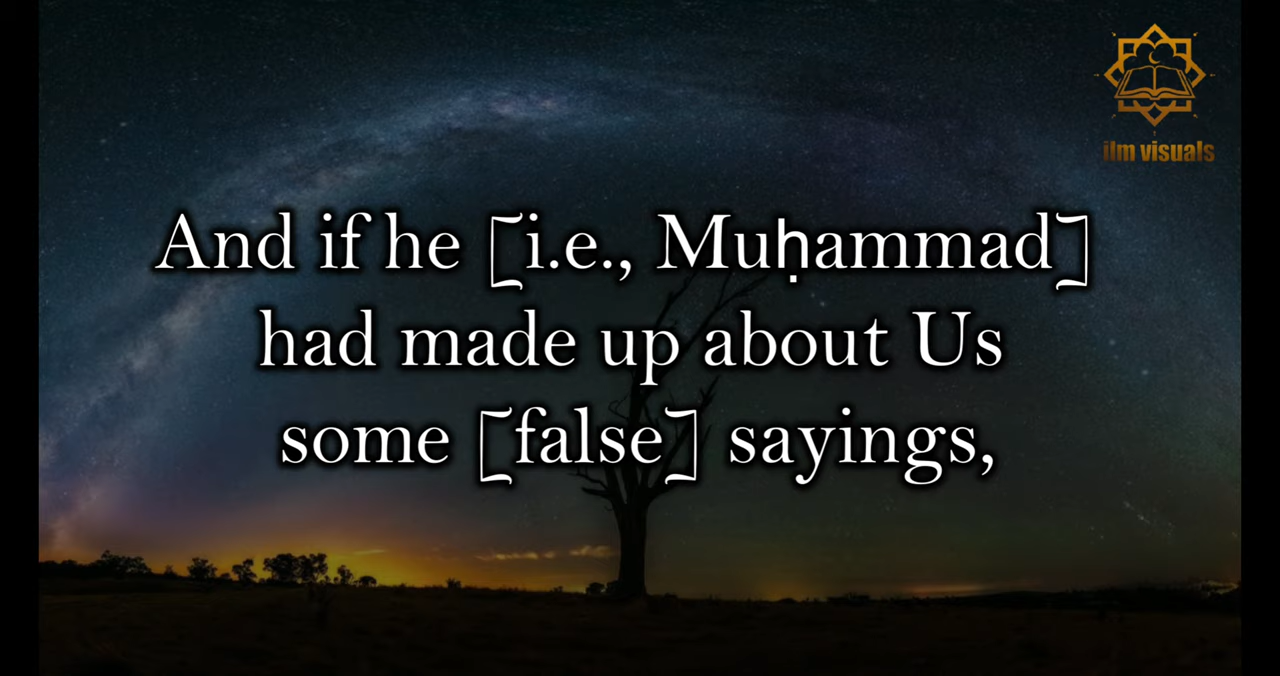 ilm visuals
And if he [i.e., Muḥammad]
had made up about Us
some [false] sayings,